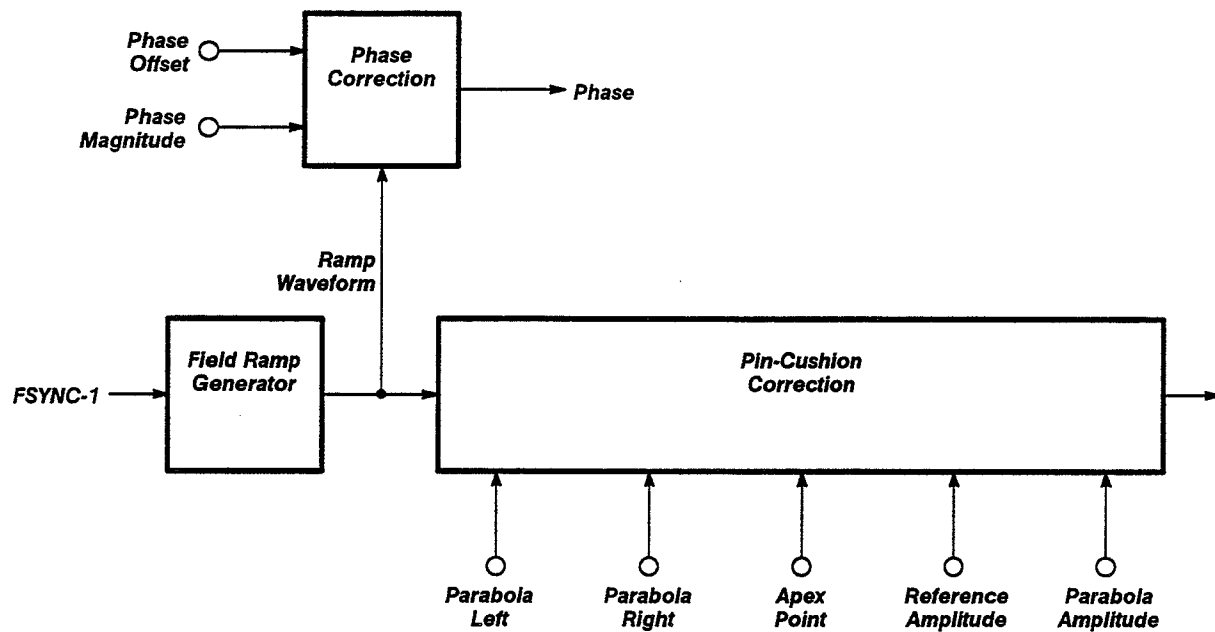 Phase
Offset
Phase
Correction
Phase
Phase
Magnitude
Ramp
Waveform
Field Ramp
Generator
Pin-Cushion
Correction
FSYNC-1
Parabola
Left
Parabola
Right
Apex
Point
Reference
Amplitude
Parabola
Amplitude